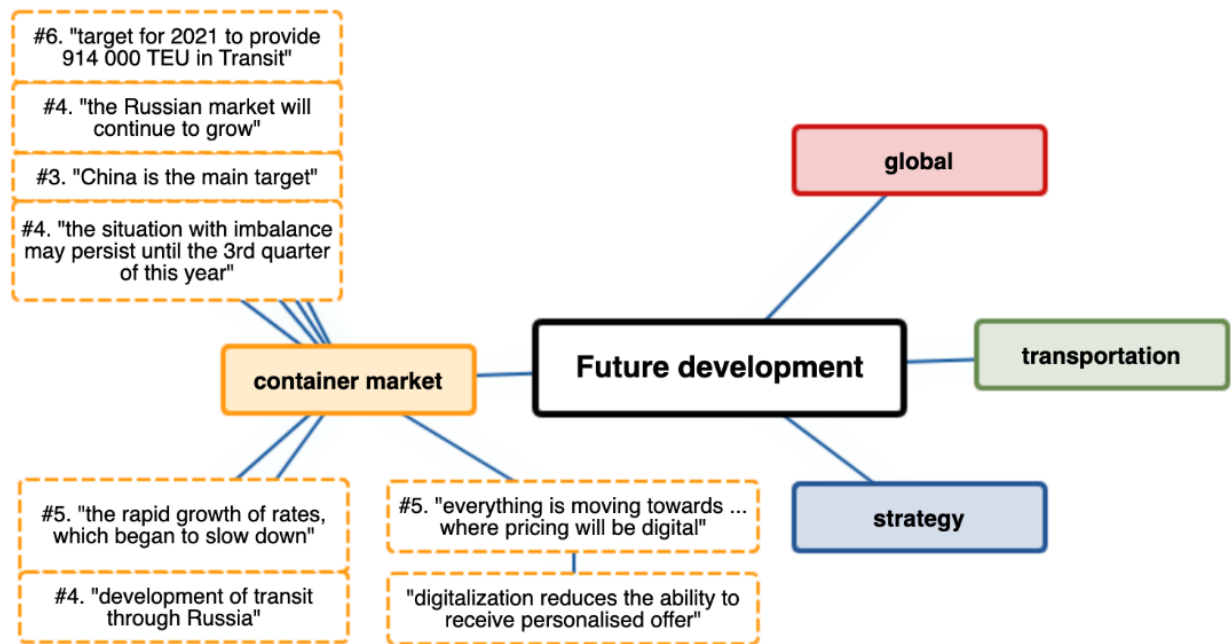 #6. "target for 2021 to provide
914 000 TEU in Transit"
#4. "the Russian market will
continue to grow"
#3. "China is the main target"
#4. "the situation with imbalance
may persist until the 3rd quarter
of this year"
global
transportation
Future development
container market
strategy
#5. "the rapid growth of rates,
which began to slow down"
#4. "development of transit
through Russia"
#5. "everything is moving towards ...
where pricing will be digital"
"digitalization reduces the ability to
receive personalised offer"